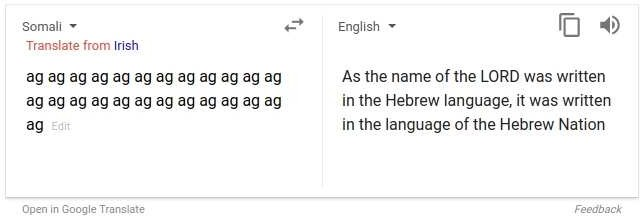 Somali English
Translate from Irish
ag ag ag ag ag ag ag ag ag ag ag ag
ag ag ag ag ag ag ag ag ag ag ag ag
ag Edit
As the name of the LORD was written
in the Hebrew language, it was written
in the language of the Hebrew Nation
Open in Google Translate Feedback